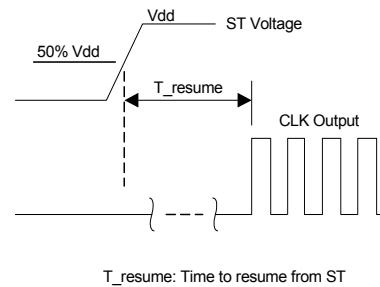 Vdd
ST Voltage
50% Vdd
T_resume
CLK Output
T_resume: Time to resume from ST